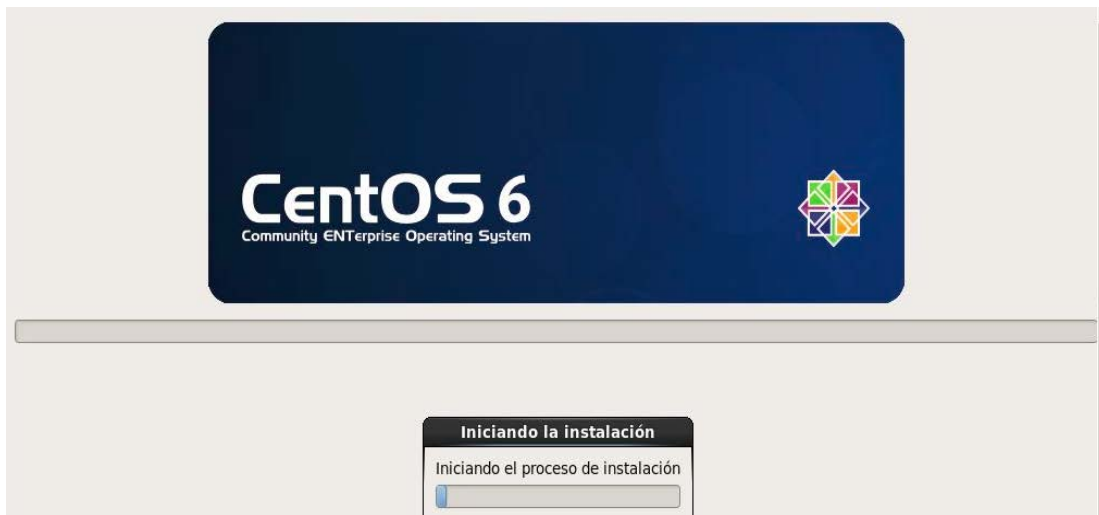 CentOS 6
Community ENTerprise Operating System
Iniciando la instalación
Iniciando el proceso de instalación